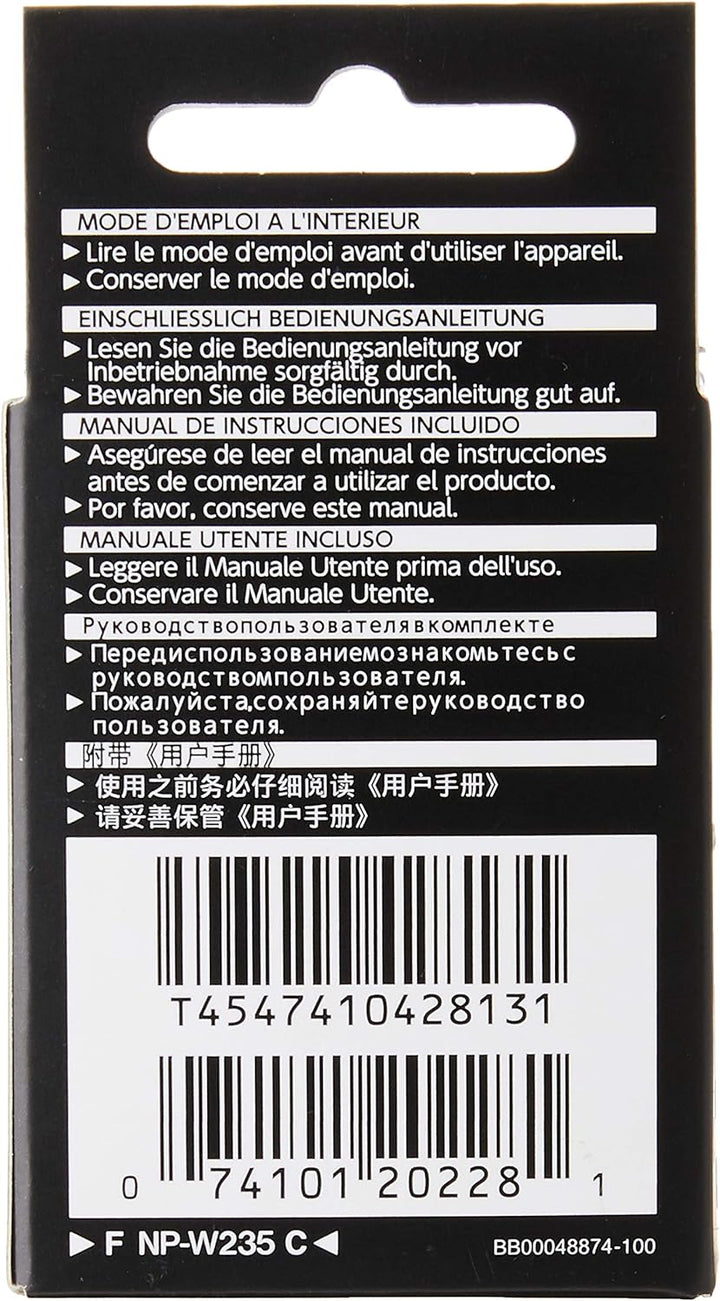 MODE D'EMPLOI A L'INTERIEUR
▶ Lire le mode d'emploi avant d'utiliser l'appareil.
▶ Conserver le mode d'emploi.
EINSCHLIESSLICH BEDIENUNGSANLEITUNG
▶ Lesen Sie die Bedienungsanleitung vor
Inbetriebnahme sorgfältig durch.
▶ Bewahren Sie die Bedienungsanleitung gut auf.
MANUAL DE INSTRUCCIONES INCLUIDO
▶ Asegúrese de leer el manual de instrucciones
antes de comenzar a utilizar el producto.
▶ Por favor, conserve este manual.
MANUALE UTENTE INCLUSO
▶ Leggere il Manuale Utente prima dell'uso.
▶ Conservare il Manuale Utente.
Руководствопользователявкомплекте
▶ Передиспользованиемознакомьтесьс
руководствомпользователя.
▶ Пожалуйста,сохраняйтеруководство
пользователя.
附带《用户手册》
▶ 使用之前务必仔细阅读《用户手册》
▶ 请妥善保管《用户手册》
T4547410428131
0 74101 20228 1
▶ F NP-W235 C ◀
BB00048874-100